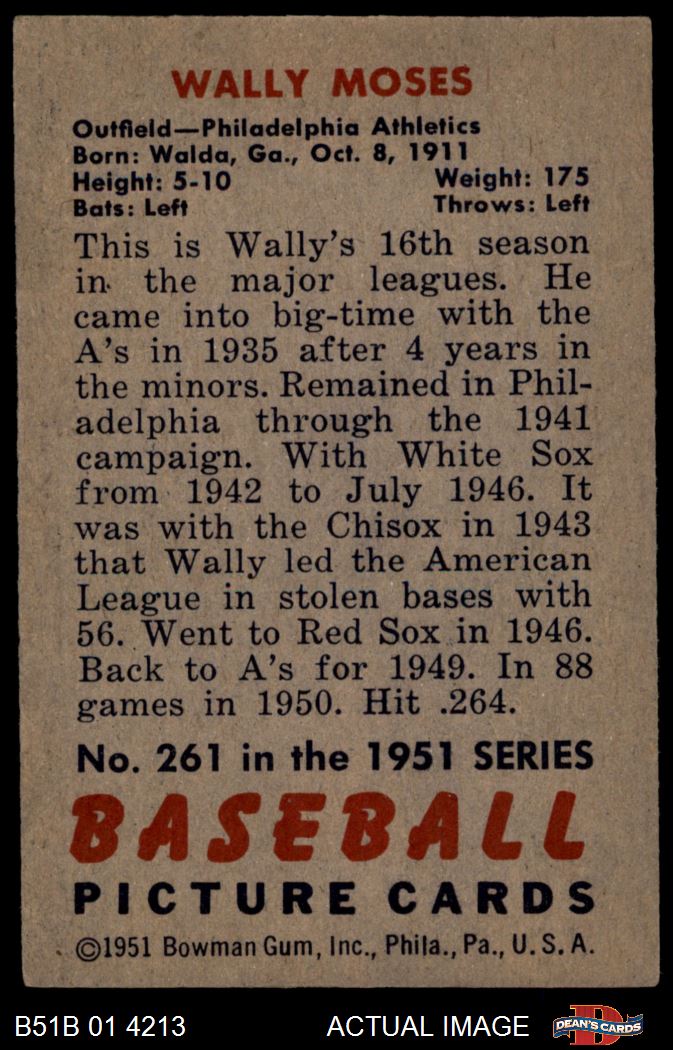 WALLY MOSES
Outfield—Philadelphia Athletics
Born: Walda, Ga., Oct. 8, 1911
Height: 5-10 Weight: 175
Bats: Left Throws: Left
This is Wally's 16th season
in the major leagues. He
came into big-time with the
A's in 1935 after 4 years in
the minors. Remained in Phil-
adelphia through the 1941
campaign. With White Sox
from 1942 to July 1946. It
was with the Chisox in 1943
that Wally led the American
League in stolen bases with
56. Went to Red Sox in 1946.
Back to A's for 1949. In 88
games in 1950. Hit .264.
No. 261 in the 1951 SERIES
BASEBALL
PICTURE CARDS
©1951 Bowman Gum, Inc., Phila., Pa., U.S.A.
B51B 01 4213 ACTUAL IMAGE D DEAN'S CARDS